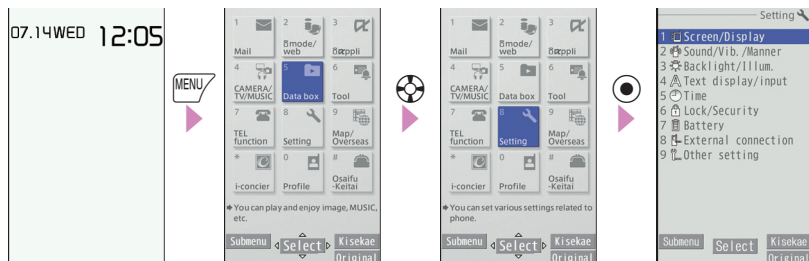 07.14WED 12:05
MENU
1 2 3
Mail
mode/
web
αppli
4 5 6
CAMERA/
TV/MUSIC
Data box
Tool
7 8 9
TEL
function
Setting
Map/
Overseas
* 0 #
i-concier
Profile
Osaifu
-Keitai
You can play and enjoy image, MUSIC,
etc.
Submenu Select Kisekae
Original
1 2 3
Mail
mode/
web
αppli
4 5 6
CAMERA/
TV/MUSIC
Data box
Tool
7 8 9
TEL
function
Setting
Map/
Overseas
* 0 #
i-concier
Profile
Osaifu
-Keitai
You can set various settings related to
phone.
Submenu Select Kisekae
Original
Setting
1 Screen/Display
2 Sound/Vib./Manner
3 Backlight/Illum.
4 Text display/input
5 Time
6 Lock/Security
7 Battery
8 External connection
9 Other setting
Submenu Select Kisekae
Original